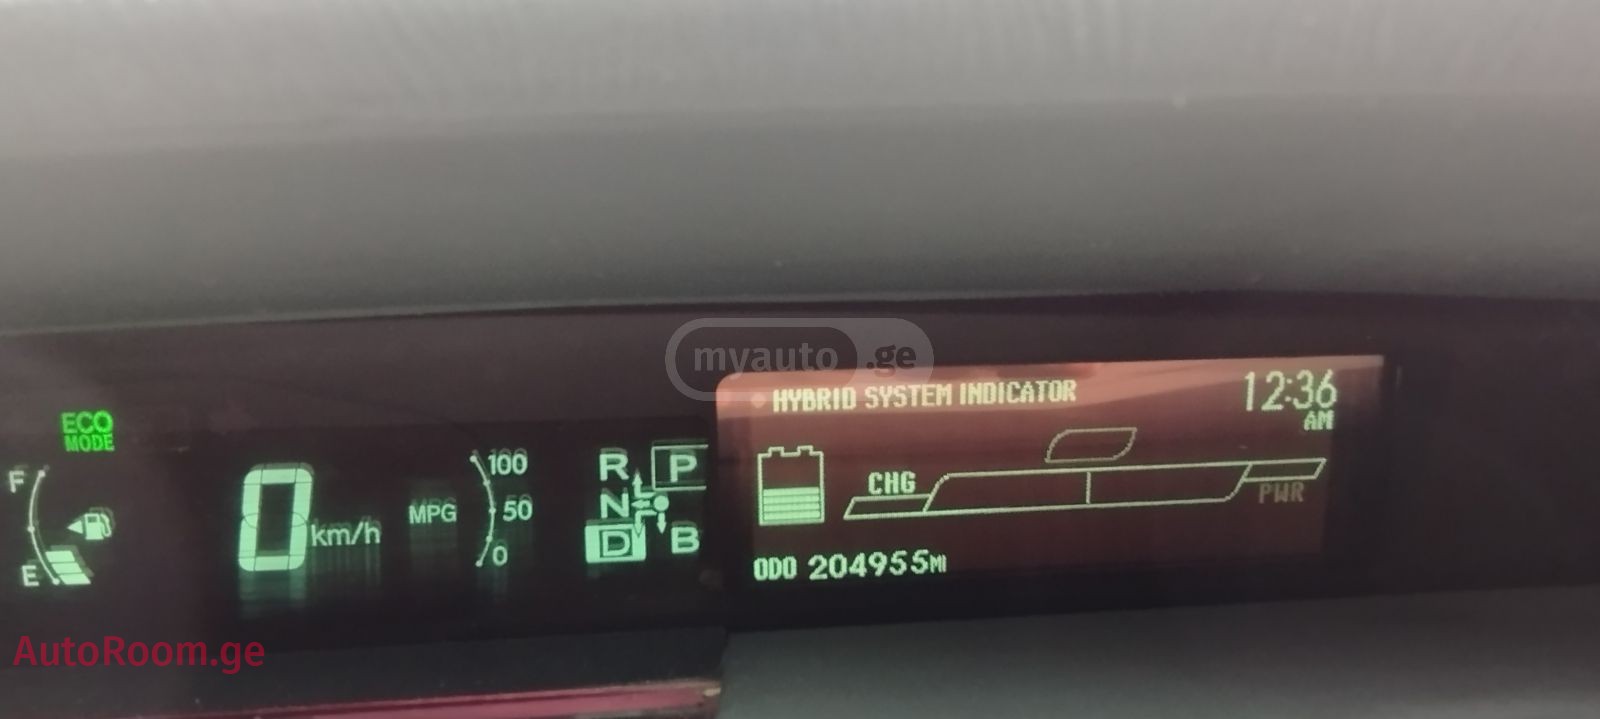 myauto.ge
HYBRID SYSTEM INDICATOR
12:36
AM
ECO
MODE
F
E
0 km/h
MPG
100
50
0
R P
N
D B
CHG
PWR
ODO 204955MI
AutoRoom.ge